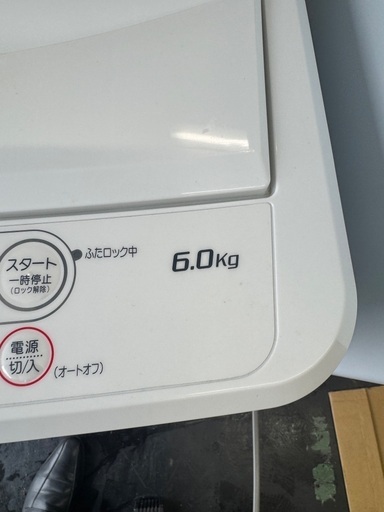 スタート
一時停止
(ロック解除)
ふたロック中
6.0Kg
電源
切/入
(オートオフ)